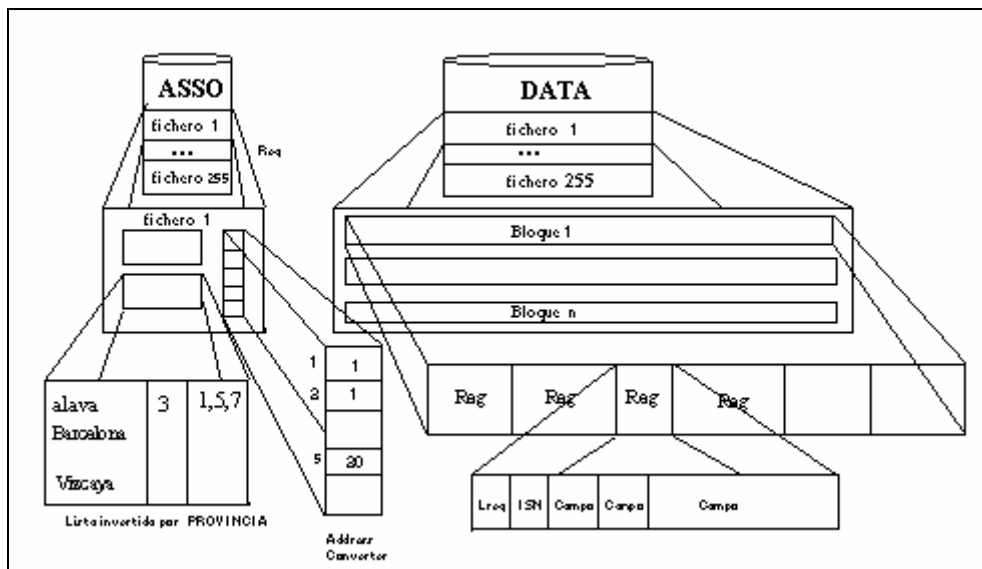 ASSO
fichero 1
...
fichero 255
Reg
fichero 1
alava 3 1,5,7
Barcelona
Vizcaya
Lista invertida por PROVINCIA
1 1
2 1
5 20
Address
Converter
DATA
fichero 1
...
fichero 255
Bloque 1
Bloque n
Reg Reg Reg Reg
Lreg ISN Campo Campo Campo